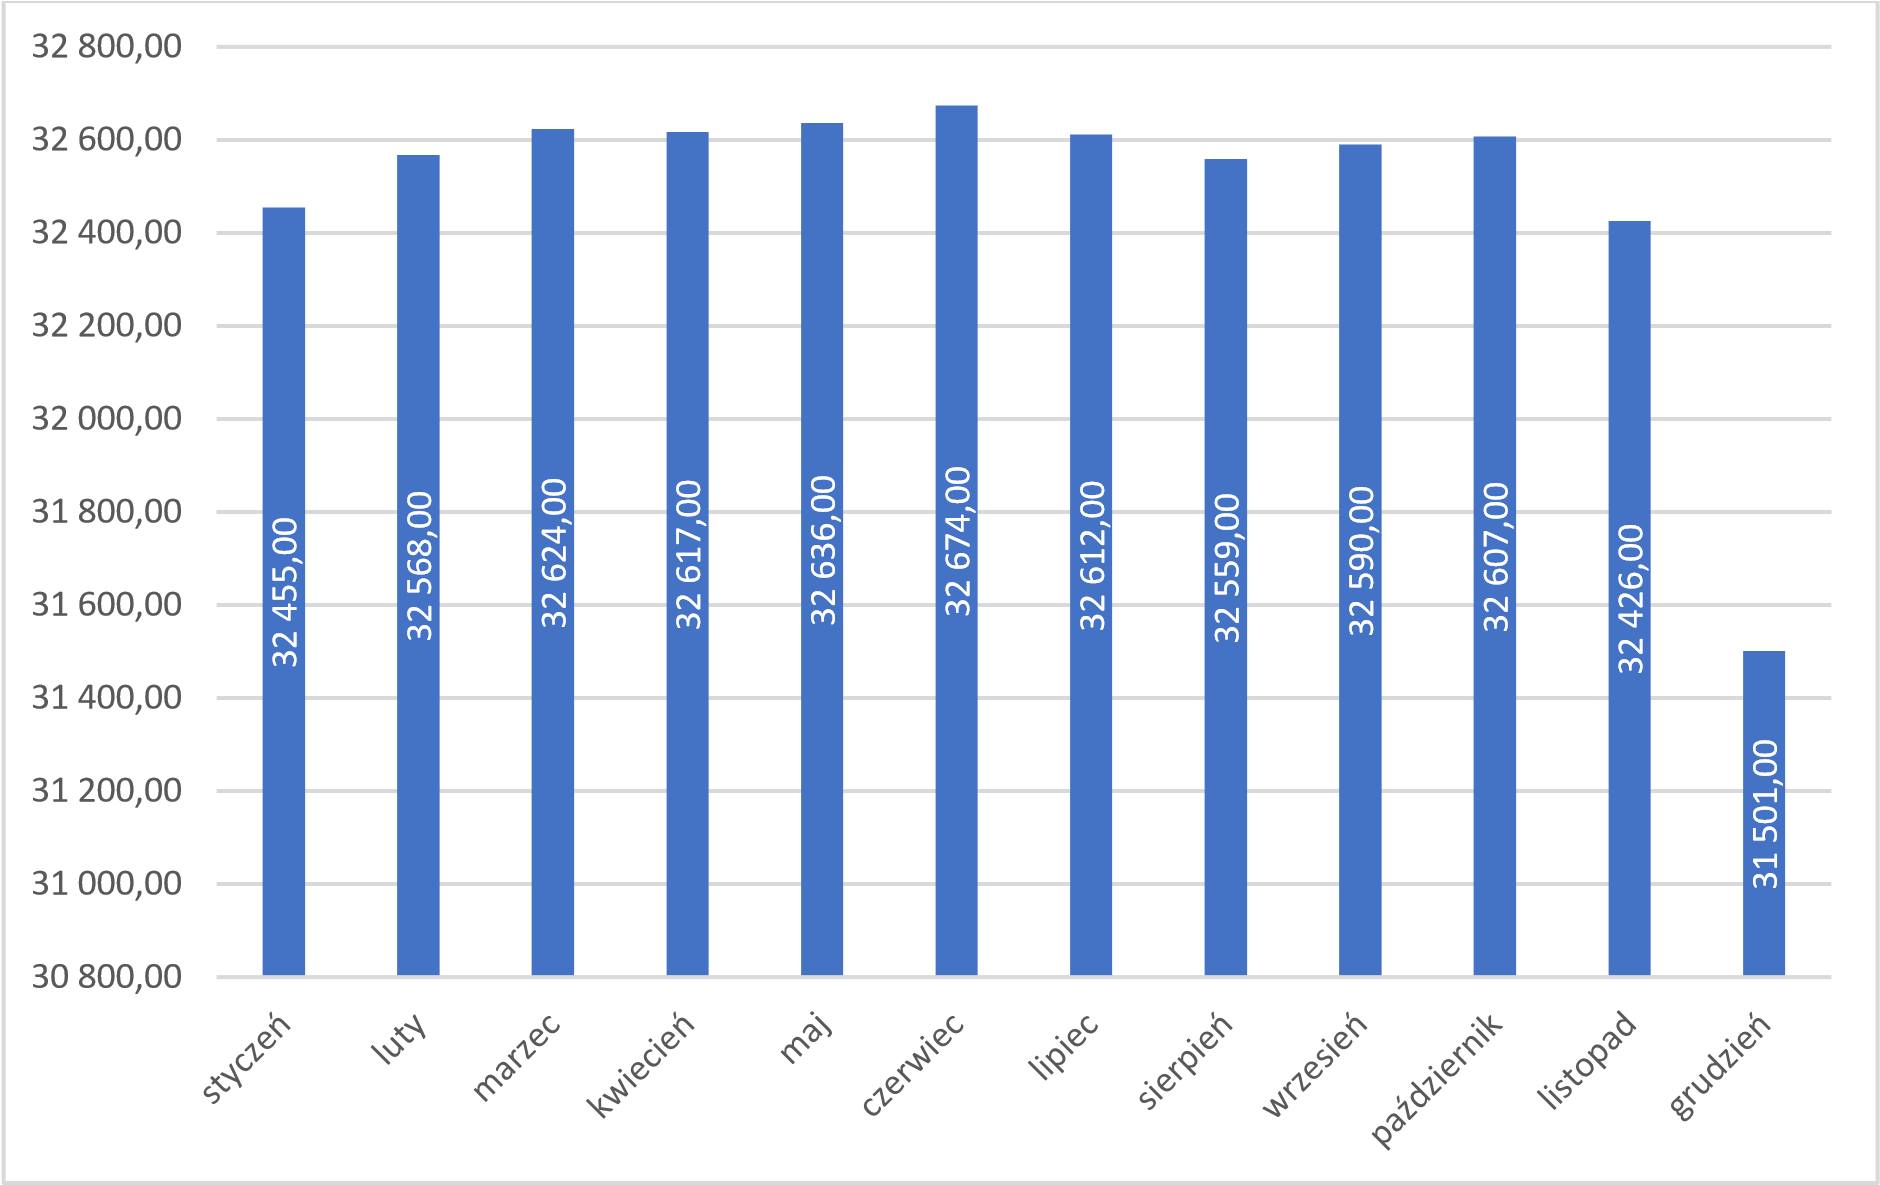 32 800,00
32 600,00
32 400,00
32 200,00
32 000,00
31 800,00
31 600,00
31 400,00
31 200,00
31 000,00
30 800,00
32 455,00
32 568,00
32 624,00
32 617,00
32 636,00
32 674,00
32 612,00
32 559,00
32 590,00
32 607,00
32 426,00
31 501,00
styczeń
luty
marzec
kwiecień
maj
czerwiec
lipiec
sierpień
wrzesień
październik
listopad
grudzień